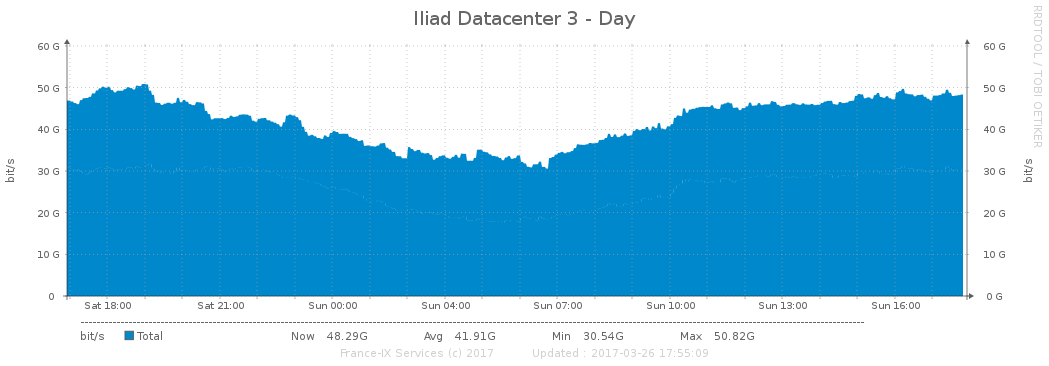 Iliad Datacenter 3 - Day
RRDTOOL / TOBI OETIKER
60 G 60 G
50 G 50 G
40 G 40 G
30 G 30 G
20 G 20 G
10 G 10 G
0 0 G
bit/s bit/s
Sat 18:00 Sat 21:00 Sun 00:00 Sun 04:00 Sun 07:00 Sun 10:00 Sun 13:00 Sun 16:00
bit/s Total Now 48.29G Avg 41.91G Min 30.54G Max 50.82G
France-IX Services (c) 2017 Updated : 2017-03-26 17:55:09